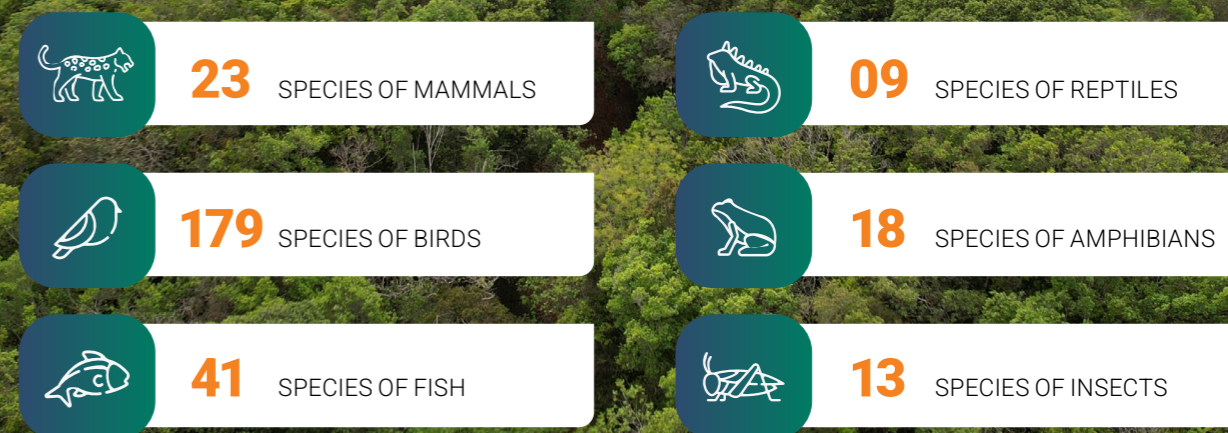 23 SPECIES OF MAMMALS
09 SPECIES OF REPTILES
179 SPECIES OF BIRDS
18 SPECIES OF AMPHIBIANS
41 SPECIES OF FISH
13 SPECIES OF INSECTS